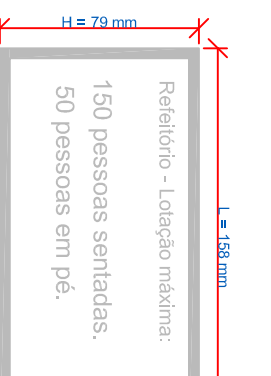 H = 79 mm
L = 158 mm
Refeitório - Lotação máxima:
150 pessoas sentadas.
50 pessoas em pé.